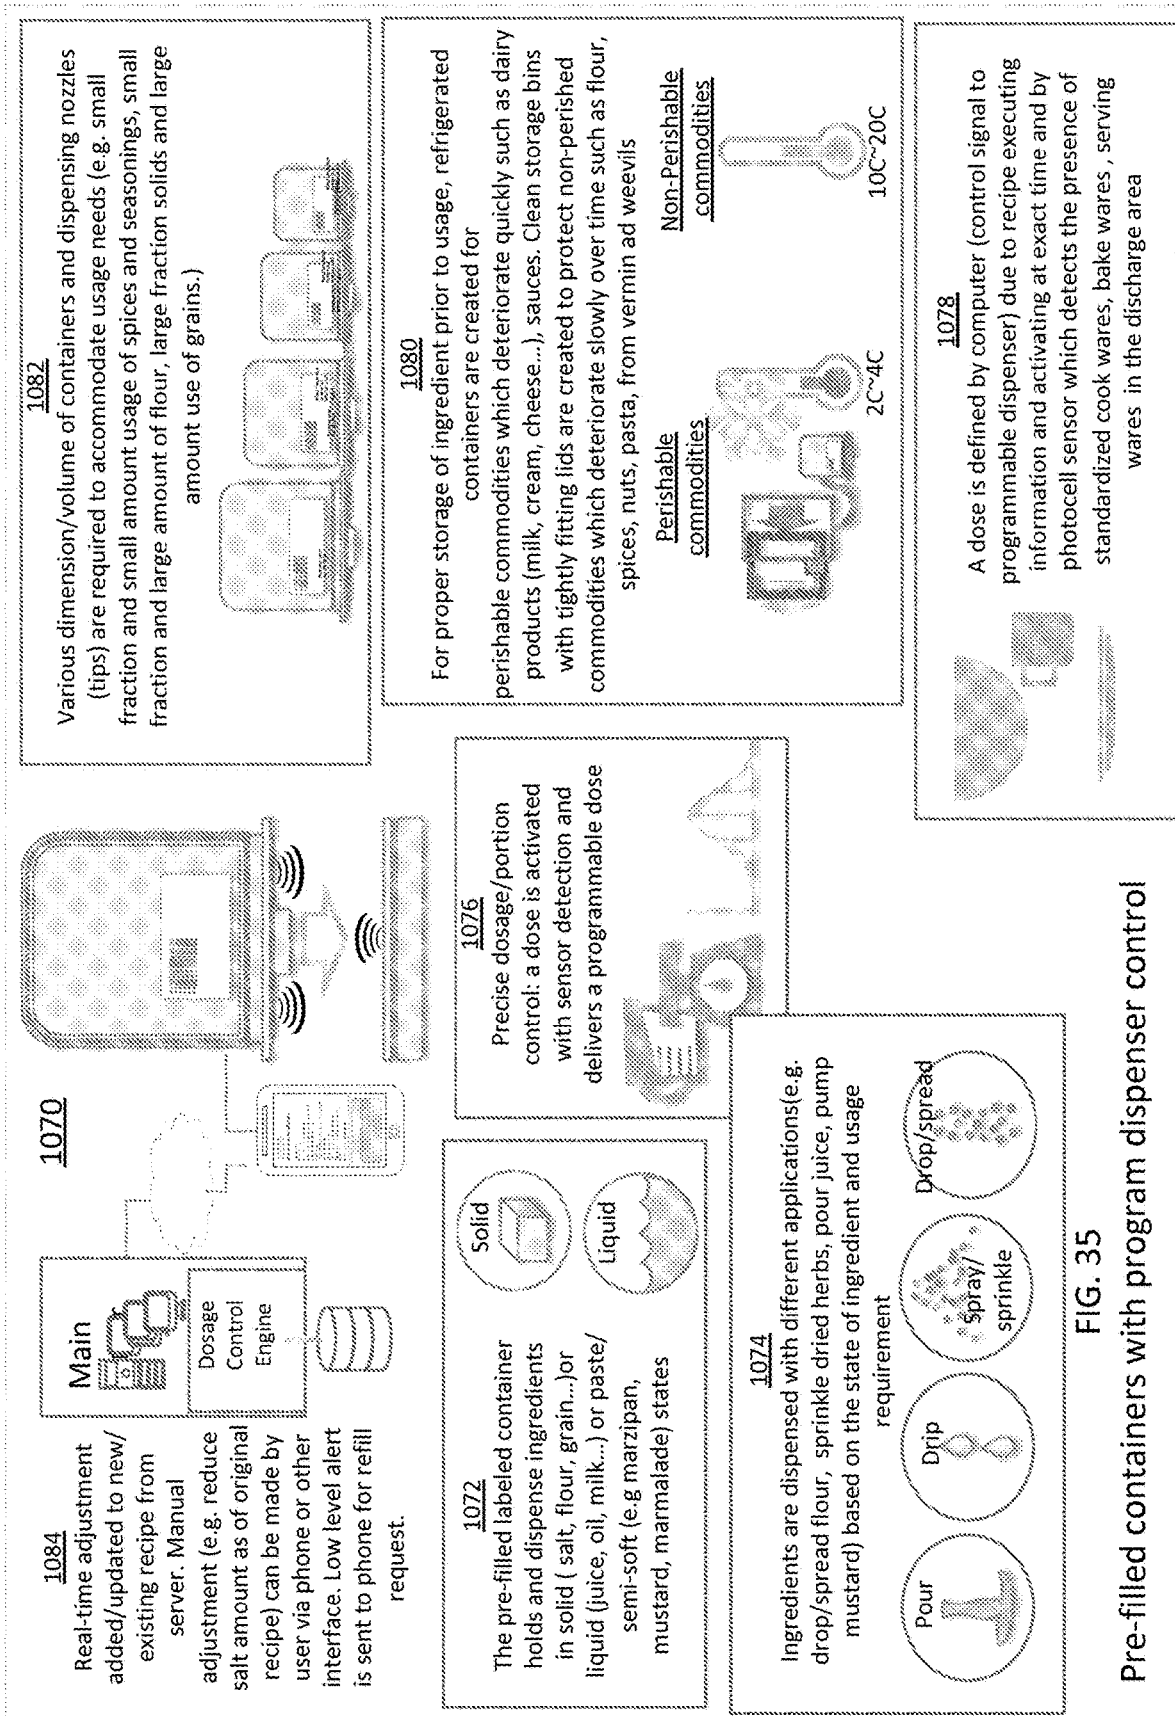 1084
Real-time adjustment
added/updated to new/
existing recipe from
server. Manual
adjustment (e.g. reduce
salt amount as of original
recipe) can be made by
user via phone or other
interface. Low level alert
is sent to phone for refill
request.
Main
Dosage
Control
Engine
1070
1082
Various dimension/volume of containers and dispensing nozzles
(tips) are required to accommodate usage needs (e.g. small
fraction and small amount usage of spices and seasonings, small
fraction and large amount of flour, large fraction solids and large
amount use of grains.)
1072
The pre-filled labeled container
holds and dispense ingredients
in solid ( salt, flour, grain...)or
liquid (juice, oil, milk...) or paste/
semi-soft (e.g marzipan,
mustard, marmalade) states
Solid
Liquid
1076
Precise dosage/portion
control: a dose is activated
with sensor detection and
delivers a programmable dose
1080
For proper storage of ingredient prior to usage, refrigerated
containers are created for
perishable commodities which deteriorate quickly such as dairy
products (milk, cream, cheese...), sauces. Clean storage bins
with tightly fitting lids are created to protect non-perished
commodities which deteriorate slowly over time such as flour,
spices, nuts, pasta, from vermin ad weevils
Perishable
commodities
2C~4C
Non-Perishable
commodities
10C~20C
1074
Ingredients are dispensed with different applications(e.g.
drop/spread flour, sprinkle dried herbs, pour juice, pump
mustard) based on the state of ingredient and usage
requirement
Pour
Drip
spray/
sprinkle
Drop/spread
1078
A dose is defined by computer (control signal to
programmable dispenser) due to recipe executing
information and activating at exact time and by
photocell sensor which detects the presence of
standardized cook wares, bake wares , serving
wares in the discharge area
FIG. 35
Pre-filled containers with program dispenser control